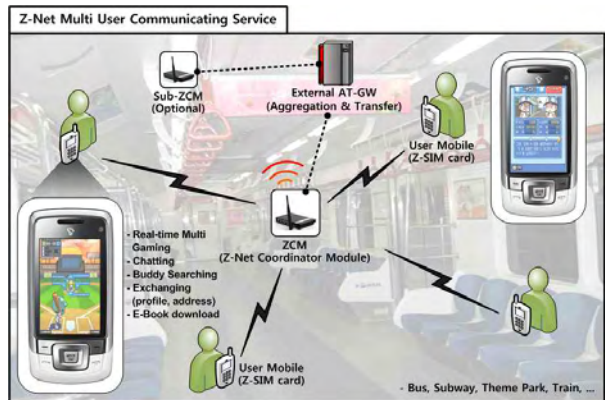 Z-Net Multi User Communicating Service
Sub-ZCM
(Optional)
External AT-GW
(Aggregation & Transfer)
User Mobile
(Z-SIM card)
ZCM
(Z-Net Coordinator Module)
- Real-time Multi
Gaming
- Chatting
- Buddy Searching
- Exchanging
(profile, address)
- E-Book download
User Mobile
(Z-SIM card)
- Bus, Subway, Theme Park, Train, ...